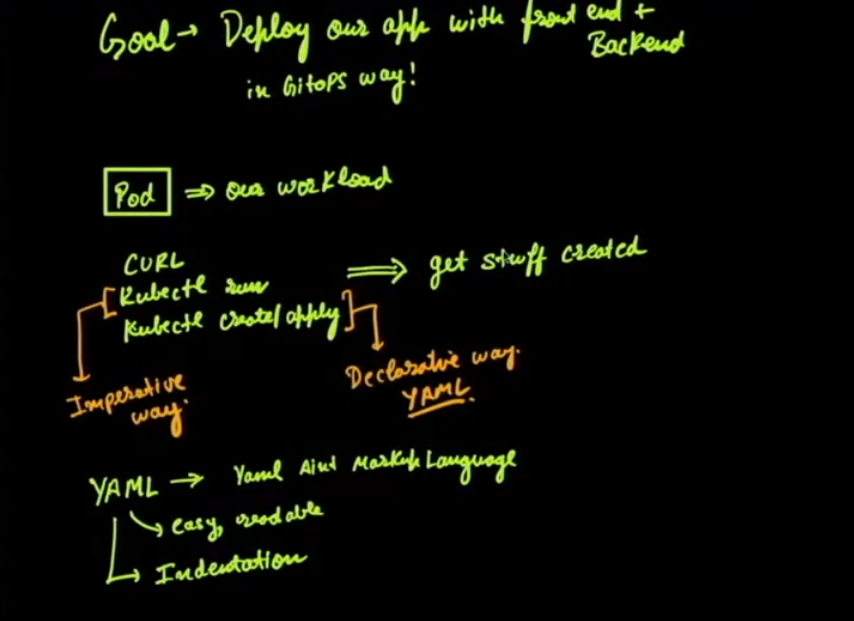 Goal → Deploy our app with front end +
Backend
in GitOps way!
Pod ⇒ our workload
CURL
Kubectl run
Kubectl create/apply
⇒ get stuff created
Imperative
way.
Declarative way.
YAML.
YAML → Yaml Aint Markup Language
→ easy, readable
→ Indentation